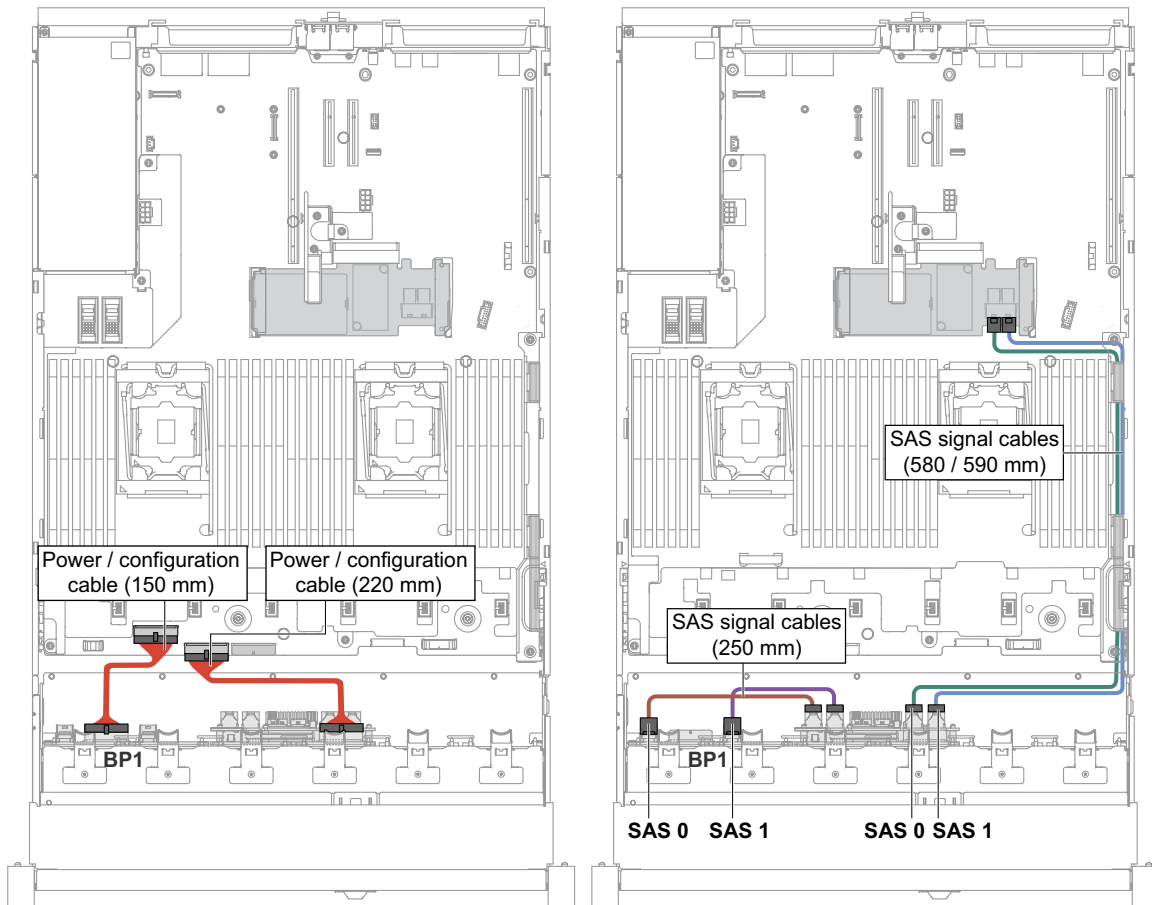 Power / configuration
cable (150 mm)
Power / configuration
cable (220 mm)
BP1
SAS signal cables
(580 / 590 mm)
SAS signal cables
(250 mm)
BP1
SAS 0
SAS 1
SAS 0
SAS 1